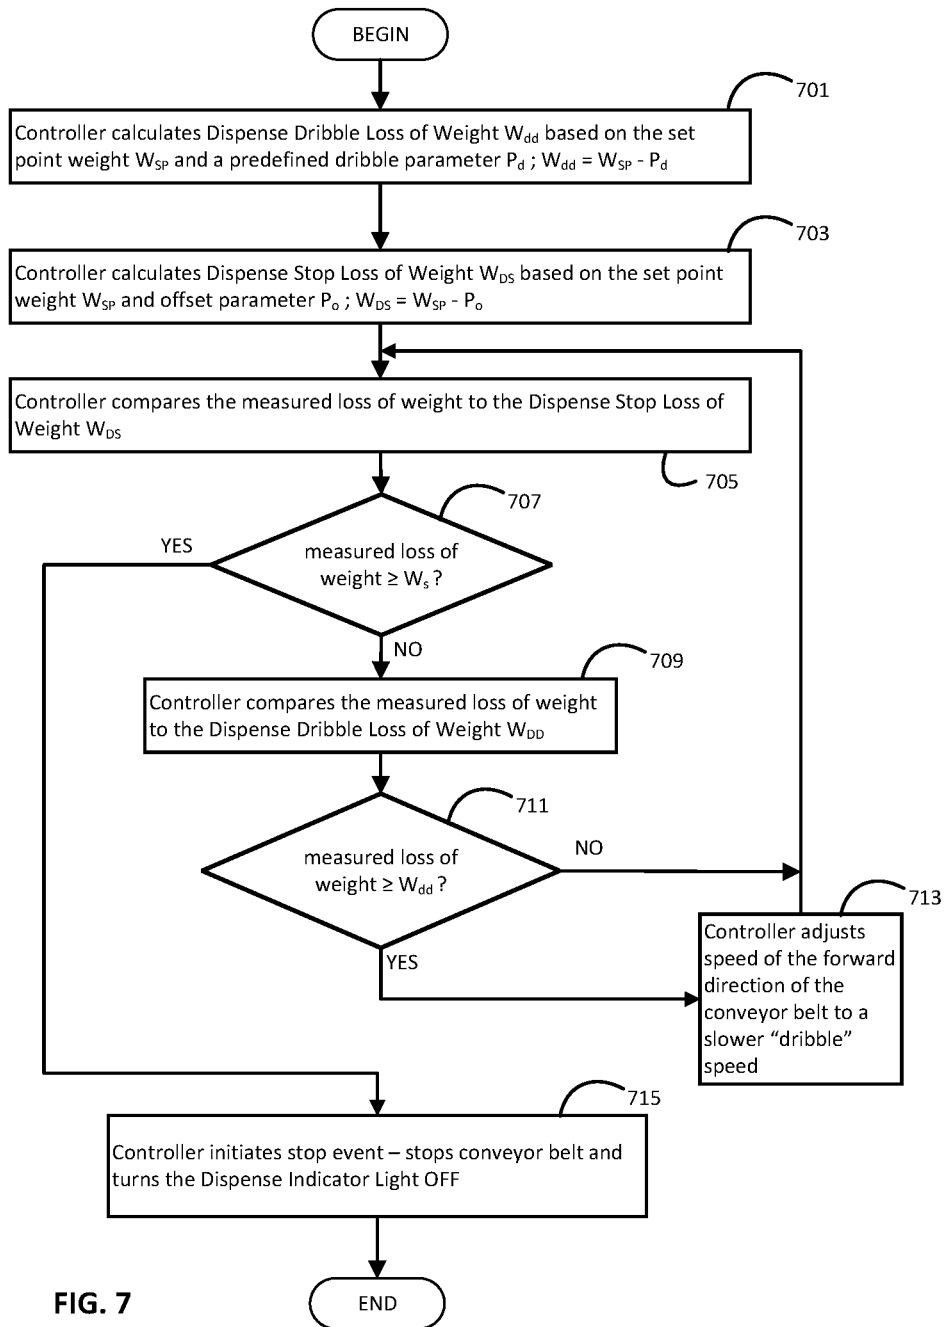 BEGIN
701
Controller calculates Dispense Dribble Loss of Weight Wdd based on the set
point weight WSP and a predefined dribble parameter Pd ; Wdd = WSP - Pd
703
Controller calculates Dispense Stop Loss of Weight WDS based on the set point
weight WSP and offset parameter Po ; WDS = WSP - Po
Controller compares the measured loss of weight to the Dispense Stop Loss of
Weight WDS
705
707
YES
measured loss of
weight ≥ Ws ?
NO
709
Controller compares the measured loss of weight
to the Dispense Dribble Loss of Weight WDD
711
measured loss of
weight ≥ Wdd ?
NO
YES
713
Controller adjusts
speed of the forward
direction of the
conveyor belt to a
slower “dribble”
speed
715
Controller initiates stop event – stops conveyor belt and
turns the Dispense Indicator Light OFF
END
FIG. 7